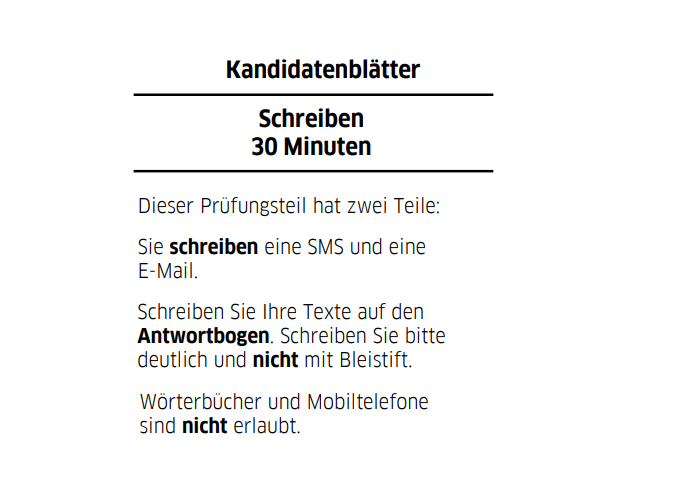 Kandidatenblätter
Schreiben
30 Minuten
Dieser Prüfungsteil hat zwei Teile:
Sie schreiben eine SMS und eine
E-Mail.
Schreiben Sie Ihre Texte auf den
Antwortbogen. Schreiben Sie bitte
deutlich und nicht mit Bleistift.
Wörterbücher und Mobiltelefone
sind nicht erlaubt.